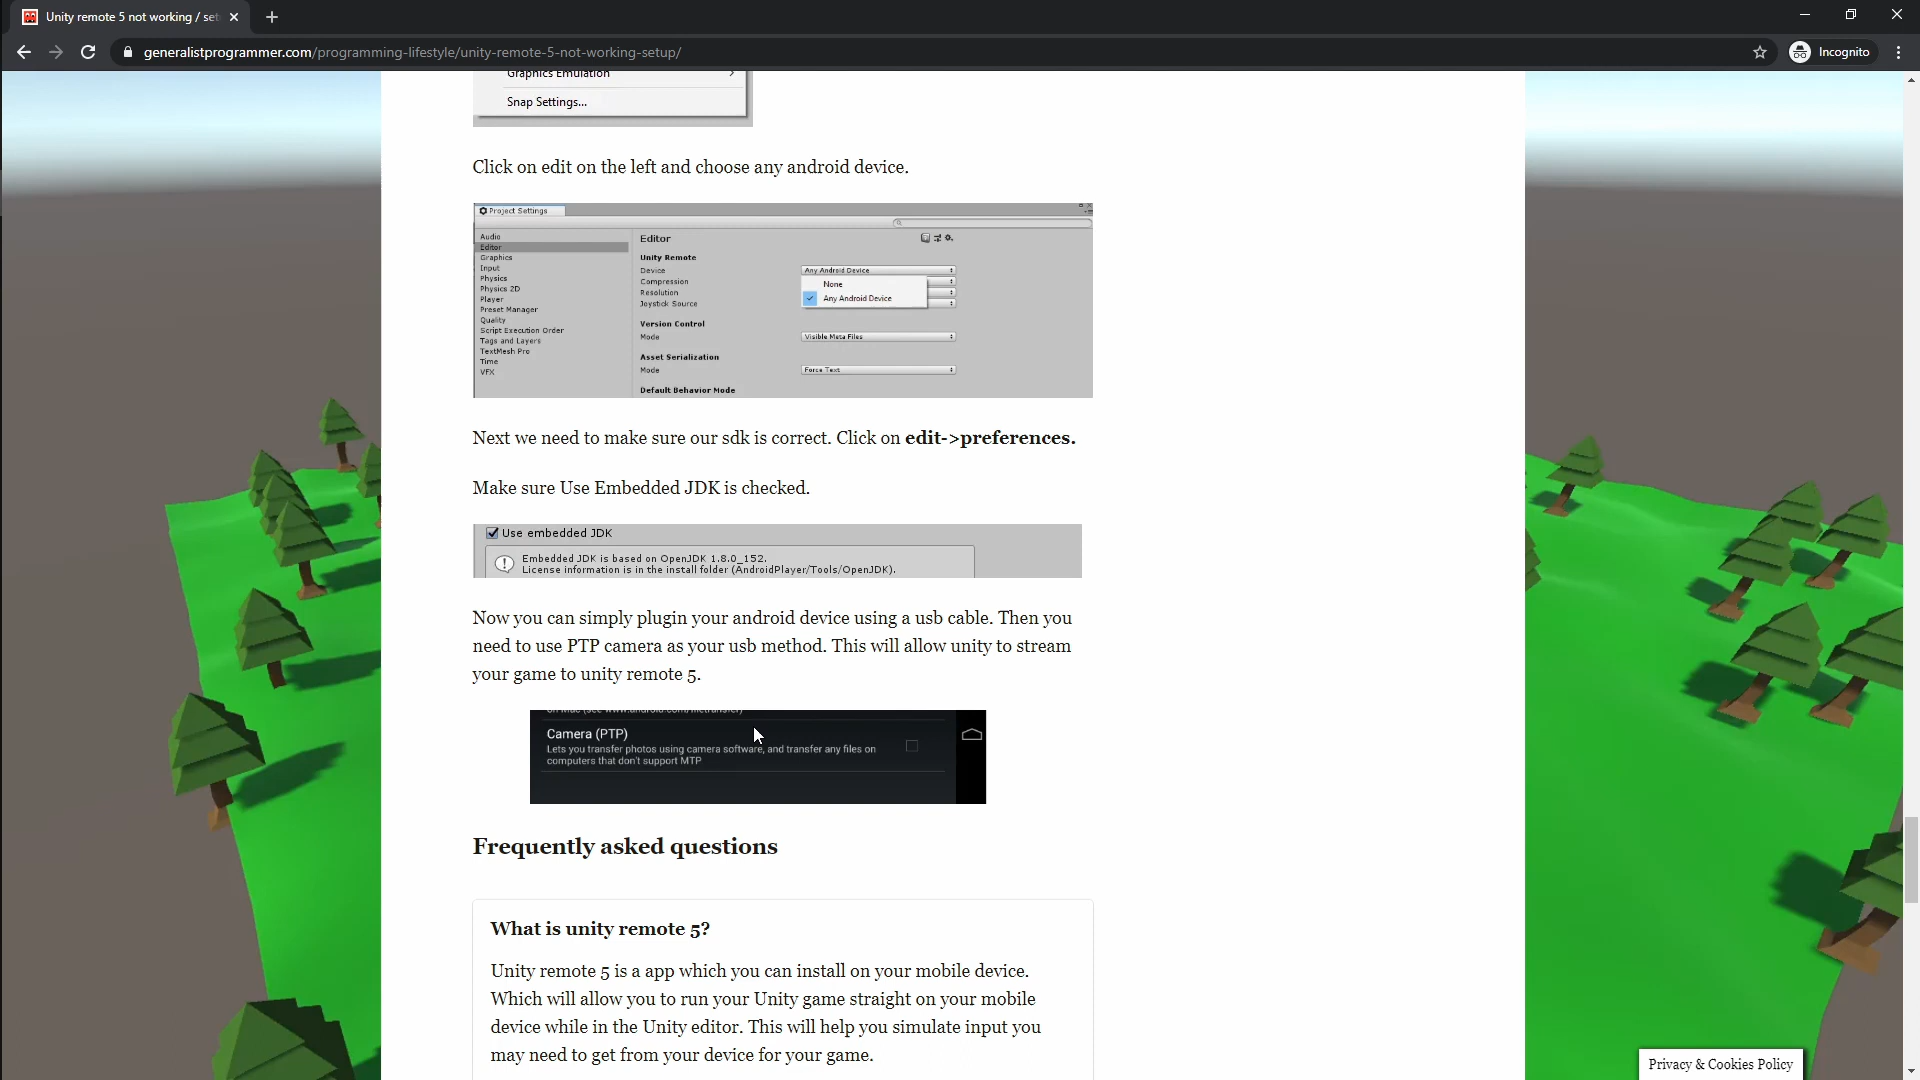 Unity remote 5 not working / set
generalistprogrammer.com/programming-lifestyle/unity-remote-5-not-working-setup/
Incognito
Graphics Emulation
Snap Settings...
Click on edit on the left and choose any android device.
Project Settings
Audio
Editor
Graphics
Input
Physics
Physics 2D
Player
Preset Manager
Quality
Script Execution Order
Tags and Layers
TextMesh Pro
Time
VFX
Editor
Unity Remote
Device Any Android Device
Compression
None
Resolution
Any Android Device
Joystick Source
Version Control
Mode Visible Meta Files
Asset Serialization
Mode Force Text
Default Behavior Mode
Next we need to make sure our sdk is correct. Click on edit->preferences.
Make sure Use Embedded JDK is checked.
Use embedded JDK
Embedded JDK is based on OpenJDK 1.8.0_152.
License information is in the install folder (AndroidPlayer/Tools/OpenJDK).
Now you can simply plugin your android device using a usb cable. Then you
need to use PTP camera as your usb method. This will allow unity to stream
your game to unity remote 5.
on Mac (see www.android.com/filetransfer)
Camera (PTP)
Lets you transfer photos using camera software, and transfer any files on
computers that don't support MTP
Frequently asked questions
What is unity remote 5?
Unity remote 5 is a app which you can install on your mobile device.
Which will allow you to run your Unity game straight on your mobile
device while in the Unity editor. This will help you simulate input you
may need to get from your device for your game.
Privacy & Cookies Policy